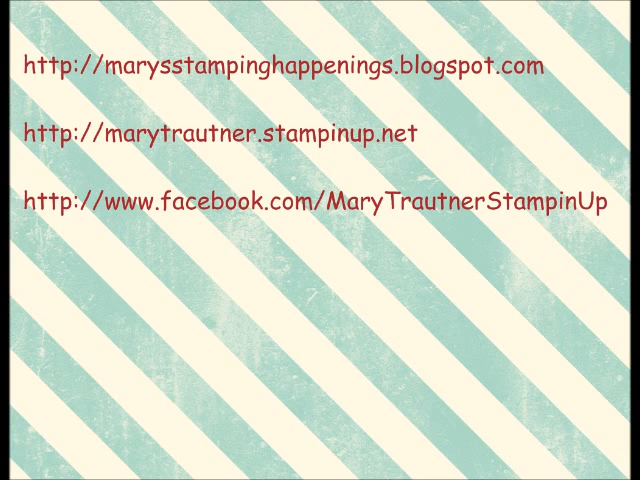 http://marysstampinghappenings.blogspot.com
http://marytrautner.stampinup.net
http://www.facebook.com/MaryTrautnerStampinUp